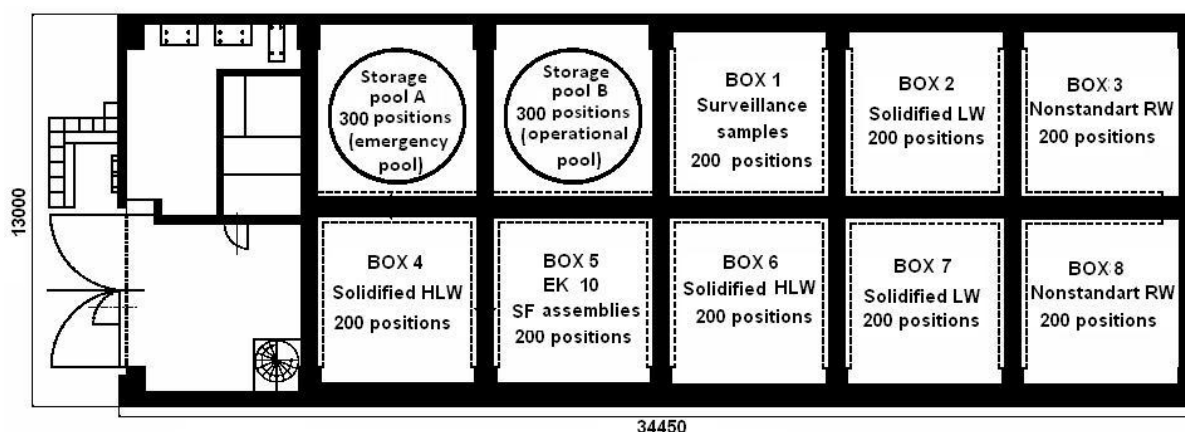 Storage
pool A
300 positions
(emergency
pool)
Storage
pool B
300 positions
(operational
pool)
BOX 1
Surveillance
samples
200 positions
BOX 2
Solidified LW
200 positions
BOX 3
Nonstandart RW
200 positions
13000
BOX 4
Solidified HLW
200 positions
BOX 5
EK 10
SF assemblies
200 positions
BOX 6
Solidified HLW
200 positions
BOX 7
Solidified LW
200 positions
BOX 8
Nonstandart RW
200 positions
34450